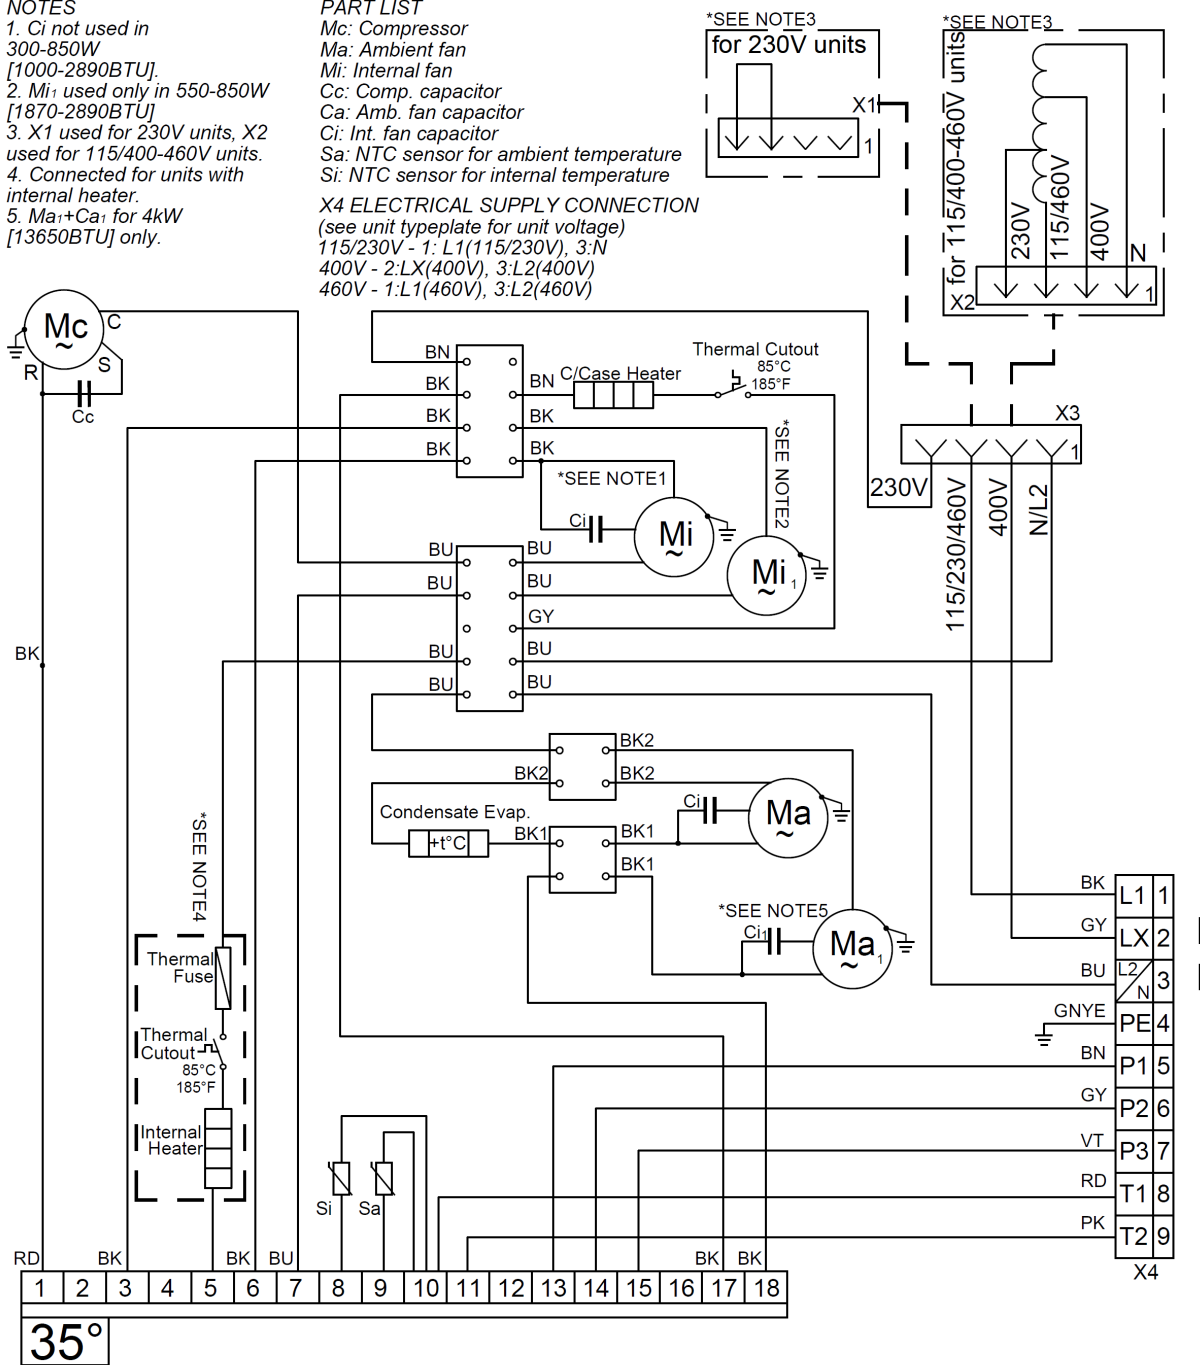 NOTES
1. Ci not used in
300-850W
[1000-2890BTU].
2. Mi1 used only in 550-850W
[1870-2890BTU]
3. X1 used for 230V units, X2
used for 115/400-460V units.
4. Connected for units with
internal heater.
5. Ma1+Ca1 for 4kW
[13650BTU] only.
PART LIST
Mc: Compressor
Ma: Ambient fan
Mi: Internal fan
Cc: Comp. capacitor
Ca: Amb. fan capacitor
Ci: Int. fan capacitor
Sa: NTC sensor for ambient temperature
Si: NTC sensor for internal temperature
X4 ELECTRICAL SUPPLY CONNECTION
(see unit typeplate for unit voltage)
115/230V - 1: L1(115/230V), 3:N
400V - 2:LX(400V), 3:L2(400V)
460V - 1:L1(460V), 3:L2(460V)
*SEE NOTE3
for 230V units
X1
1
*SEE NOTE3
for 115/400-460V units
230V
115/460V
400V
N
X2
1
Mc
~
C
S
R
Cc
BN
BK
BK
BK
BN
BK
BK
C/Case Heater
Thermal Cutout
85°C
185°F
*SEE NOTE1
*SEE NOTE2
Ci
Mi
~
Mi1
~
X3
1
230V
115/230/460V
400V
N/L2
BU
BU
BU
BU
BU
BU
GY
BU
BU
BK
BK2
BK2
BK2
Condensate Evap.
+t°C
BK1
BK1
BK1
Ci
Ma
~
*SEE NOTE5
Ci1
Ma1
~
*SEE NOTE4
Thermal
Fuse
Thermal
Cutout
85°C
185°F
Internal
Heater
Si
Sa
BK L1 1
GY LX 2
BU L2/N 3
GNYE PE 4
BN P1 5
GY P2 6
VT P3 7
RD T1 8
PK T2 9
X4
RD BK BK BU BK BK
1 2 3 4 5 6 7 8 9 10 11 12 13 14 15 16 17 18
35°